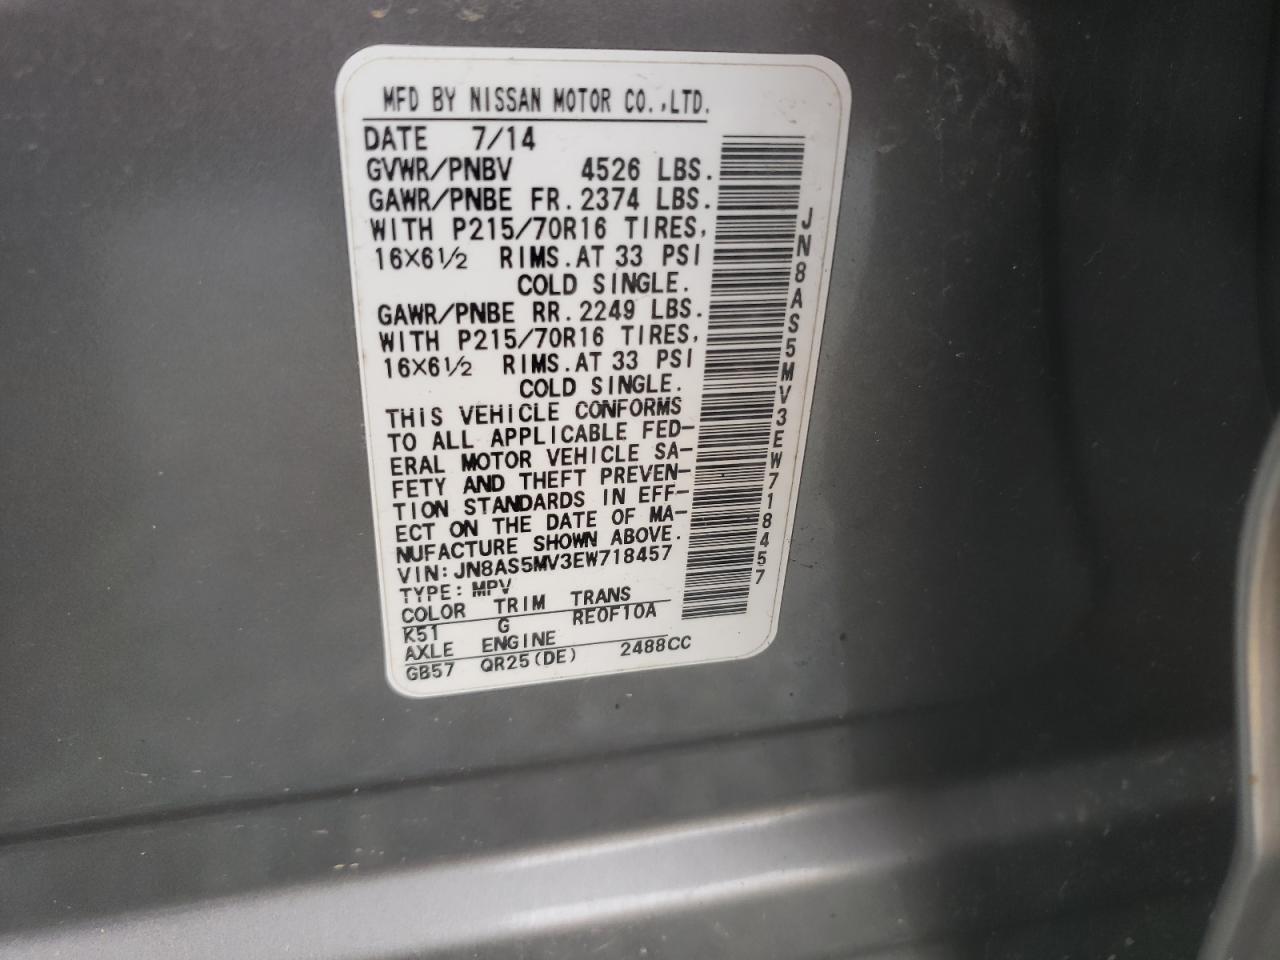 MFD BY NISSAN MOTOR CO.,LTD.
DATE 7/14
GVWR/PNBV 4526 LBS.
GAWR/PNBE FR. 2374 LBS.
WITH P215/70R16 TIRES,
16×6½ RIMS. AT 33 PSI
COLD SINGLE.
GAWR/PNBE RR. 2249 LBS.
WITH P215/70R16 TIRES,
16×6½ RIMS. AT 33 PSI
COLD SINGLE.
THIS VEHICLE CONFORMS
TO ALL APPLICABLE FED-
ERAL MOTOR VEHICLE SA-
FETY AND THEFT PREVEN-
TION STANDARDS IN EFF-
ECT ON THE DATE OF MA-
NUFACTURE SHOWN ABOVE.
VIN: JN8AS5MV3EW718457
TYPE: MPV
COLOR TRIM TRANS
K51 G RE0F10A
AXLE ENGINE
GB57 QR25(DE) 2488CC
JN8AS5MV3EW718457